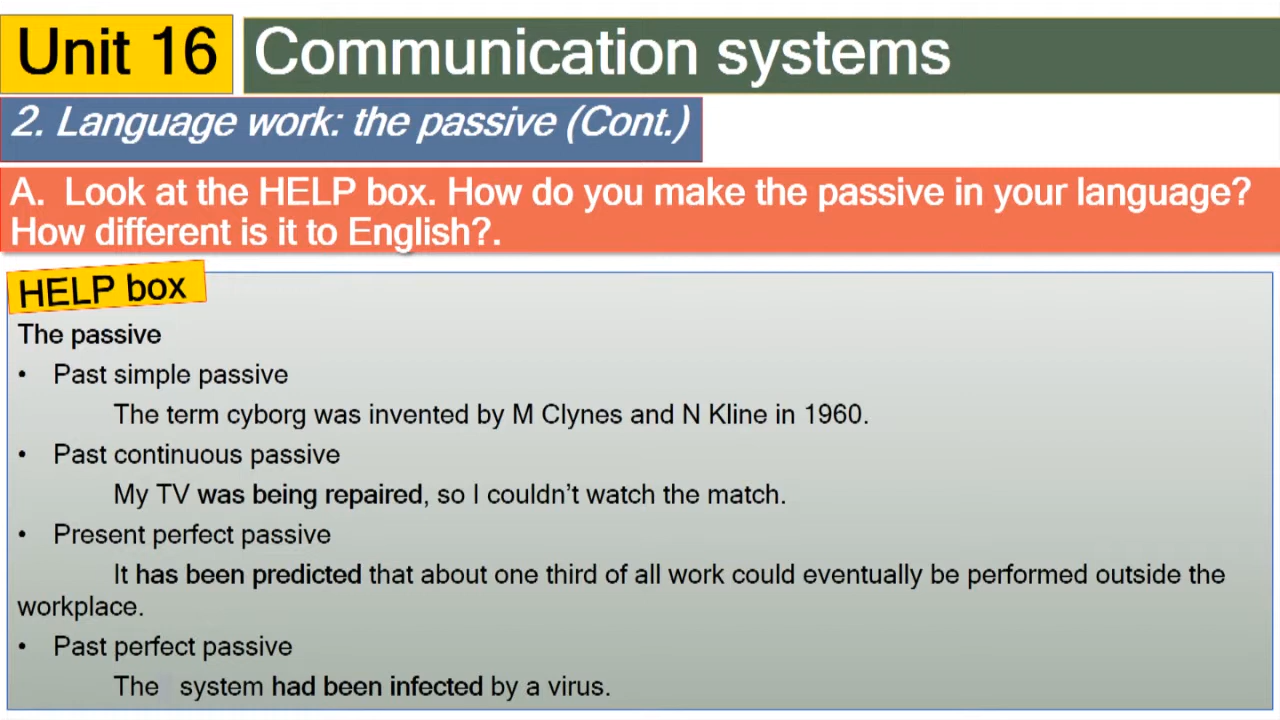 Unit 16
Communication systems
2. Language work: the passive (Cont.)
A. Look at the HELP box. How do you make the passive in your language?
How different is it to English?.
HELP box
The passive
• Past simple passive
The term cyborg was invented by M Clynes and N Kline in 1960.
• Past continuous passive
My TV was being repaired, so I couldn't watch the match.
• Present perfect passive
It has been predicted that about one third of all work could eventually be performed outside the
workplace.
• Past perfect passive
The system had been infected by a virus.